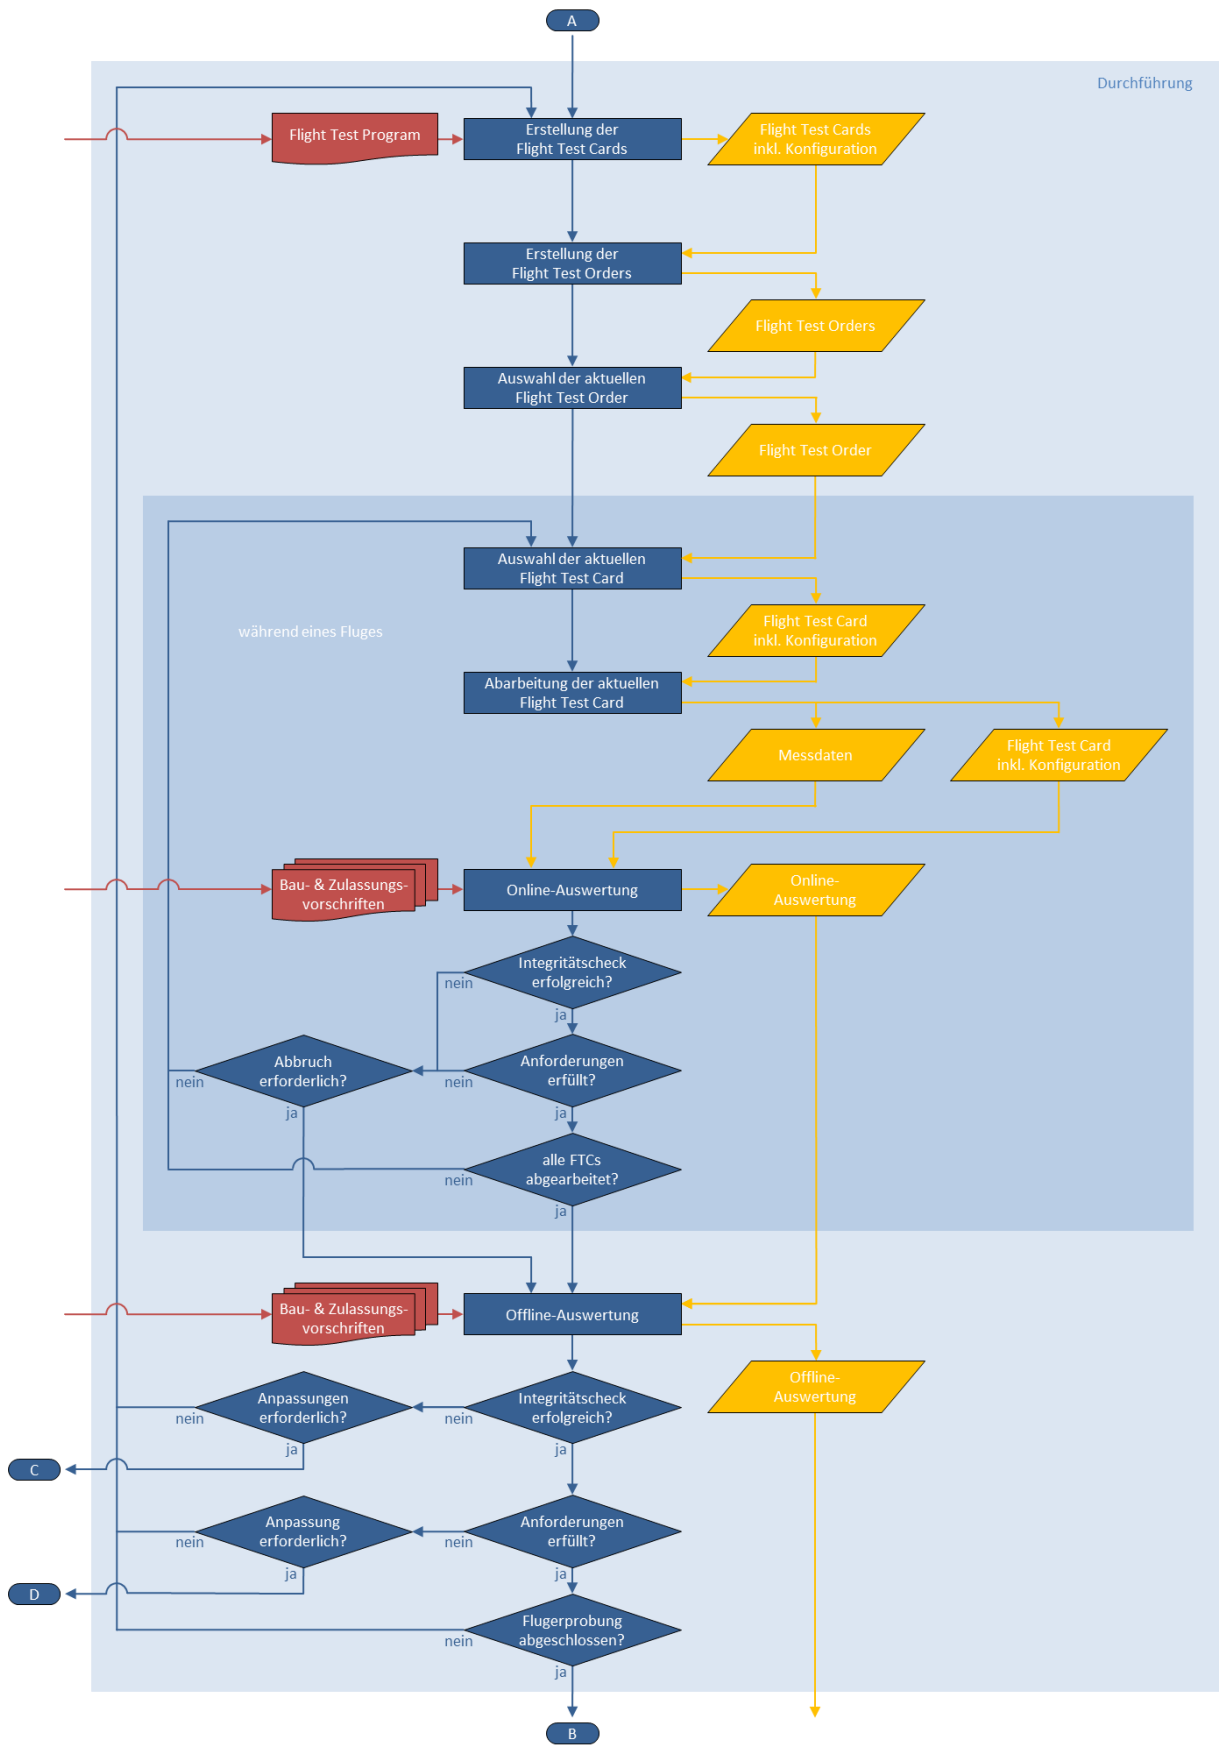 A
Durchführung
Flight Test Program
Erstellung der
Flight Test Cards
Flight Test Cards
inkl. Konfiguration
Erstellung der
Flight Test Orders
Flight Test Orders
Auswahl der aktuellen
Flight Test Order
Flight Test Order
Auswahl der aktuellen
Flight Test Card
während eines Fluges
Flight Test Card
inkl. Konfiguration
Abarbeitung der aktuellen
Flight Test Card
Messdaten
Flight Test Card
inkl. Konfiguration
Bau- & Zulassungs-
vorschriften
Online-Auswertung
Online-
Auswertung
Integritätscheck
erfolgreich?
nein
ja
Abbruch
erforderlich?
nein
ja
Anforderungen
erfüllt?
nein
ja
alle FTCs
abgearbeitet?
nein
ja
Bau- & Zulassungs-
vorschriften
Offline-Auswertung
Offline-
Auswertung
Anpassungen
erforderlich?
nein
ja
Integritätscheck
erfolgreich?
nein
ja
C
Anpassung
erforderlich?
nein
ja
Anforderungen
erfüllt?
nein
ja
D
Flugerprobung
abgeschlossen?
nein
ja
B